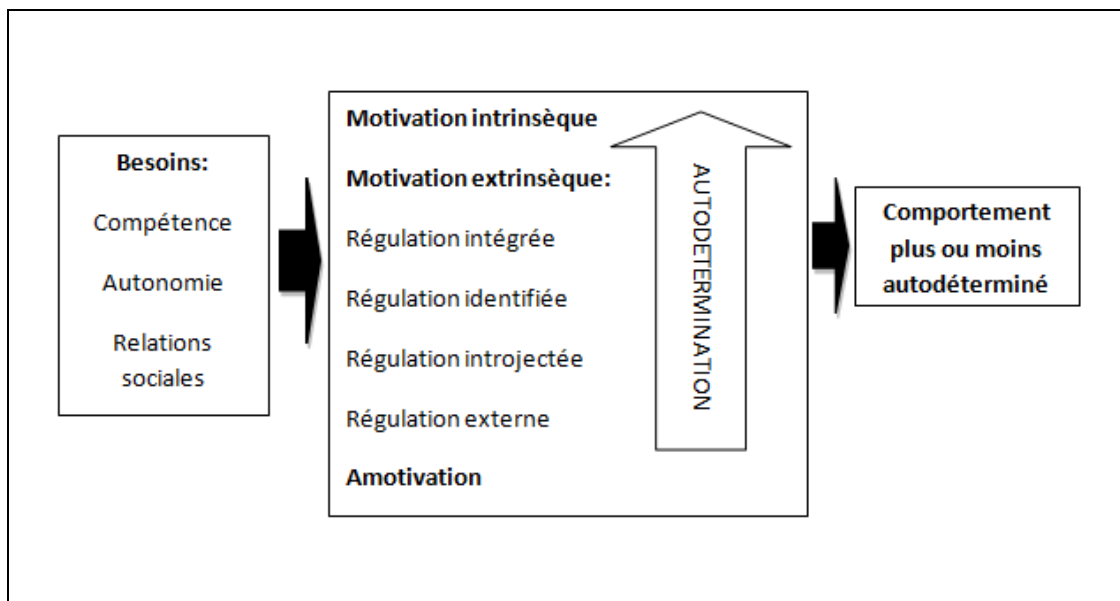 Besoins:
Compétence
Autonomie
Relations
sociales
Motivation intrinsèque
Motivation extrinsèque:
Régulation intégrée
Régulation identifiée
Régulation introjectée
Régulation externe
Amotivation
AUTODETERMINATION
Comportement
plus ou moins
autodéterminé